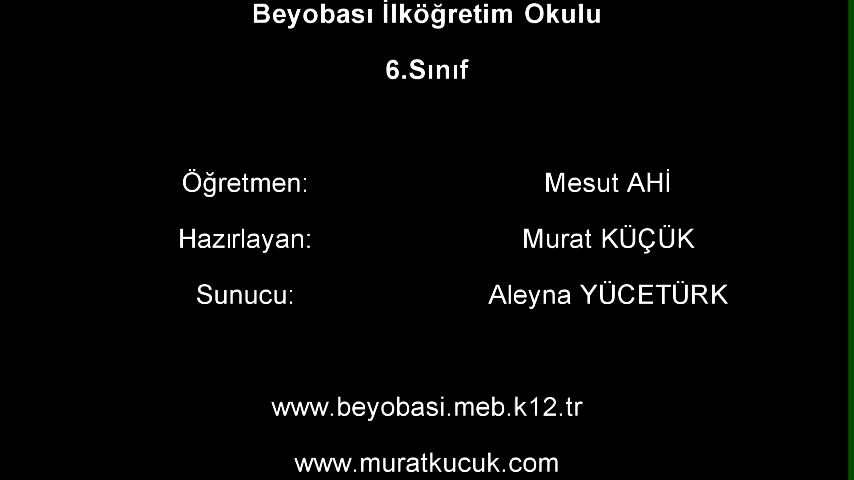 Beyobası İlköğretim Okulu
6.Sınıf
Öğretmen: Mesut AHİ
Hazırlayan: Murat KÜÇÜK
Sunucu: Aleyna YÜCETÜRK
www.beyobasi.meb.k12.tr
www.muratkucuk.com